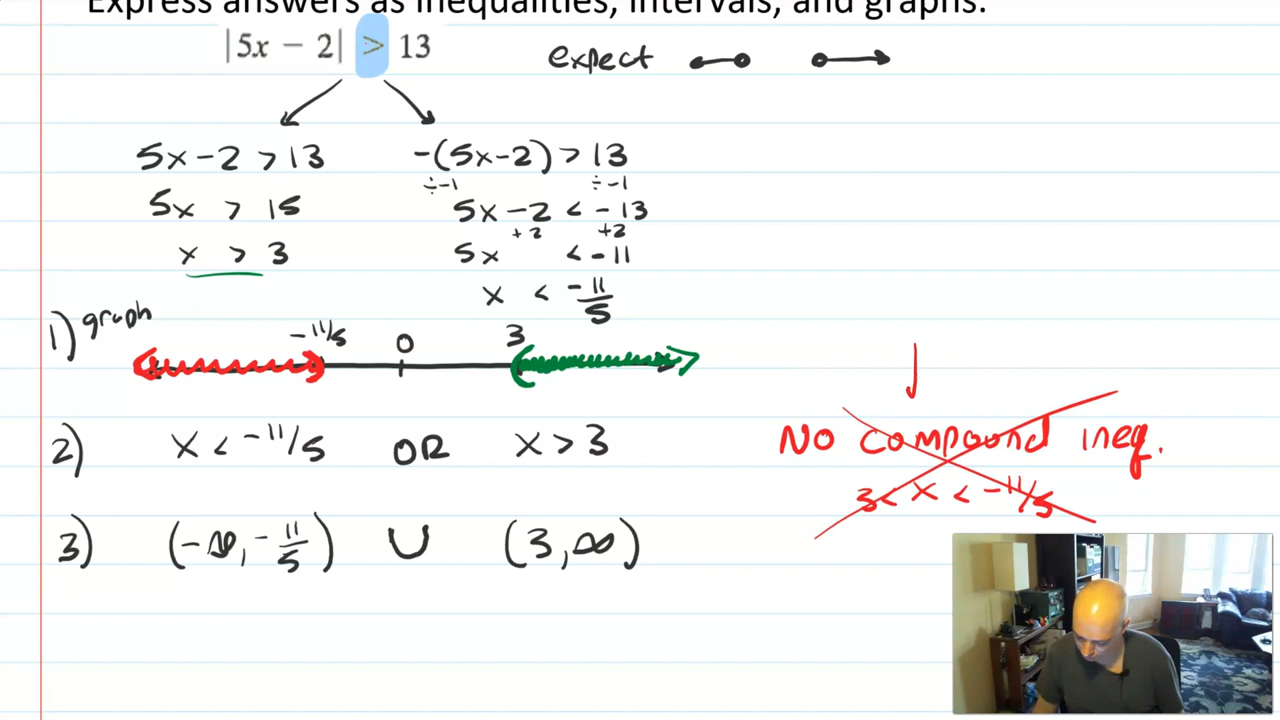 Express answers as inequalities, intervals, and graphs.
|5x − 2| > 13
expect
5x-2 > 13
-(5x-2) > 13
÷-1 ÷-1
5x > 15
5x -2 < -13
+2 +2
x > 3
5x < -11
x < -11/5
1) graph
-11/5 0 3
2) x < -11/5 OR x > 3
No compound ineq.
3 < x < -11/5
3) (-∞, -11/5) ∪ (3, ∞)